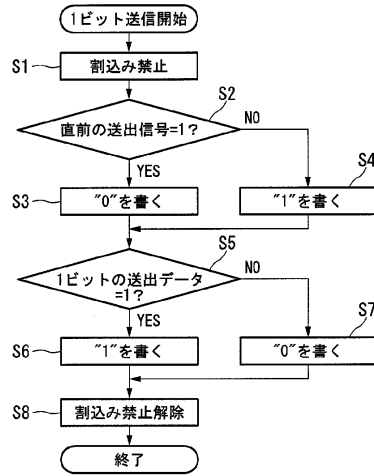 1ビット送信開始
S1
割込み禁止
S2
直前の送出信号=1?
NO
YES
S4
S3
"0"を書く
"1"を書く
S5
1ビットの送出データ
=1?
NO
YES
S7
S6
"1"を書く
"0"を書く
S8
割込み禁止解除
終了